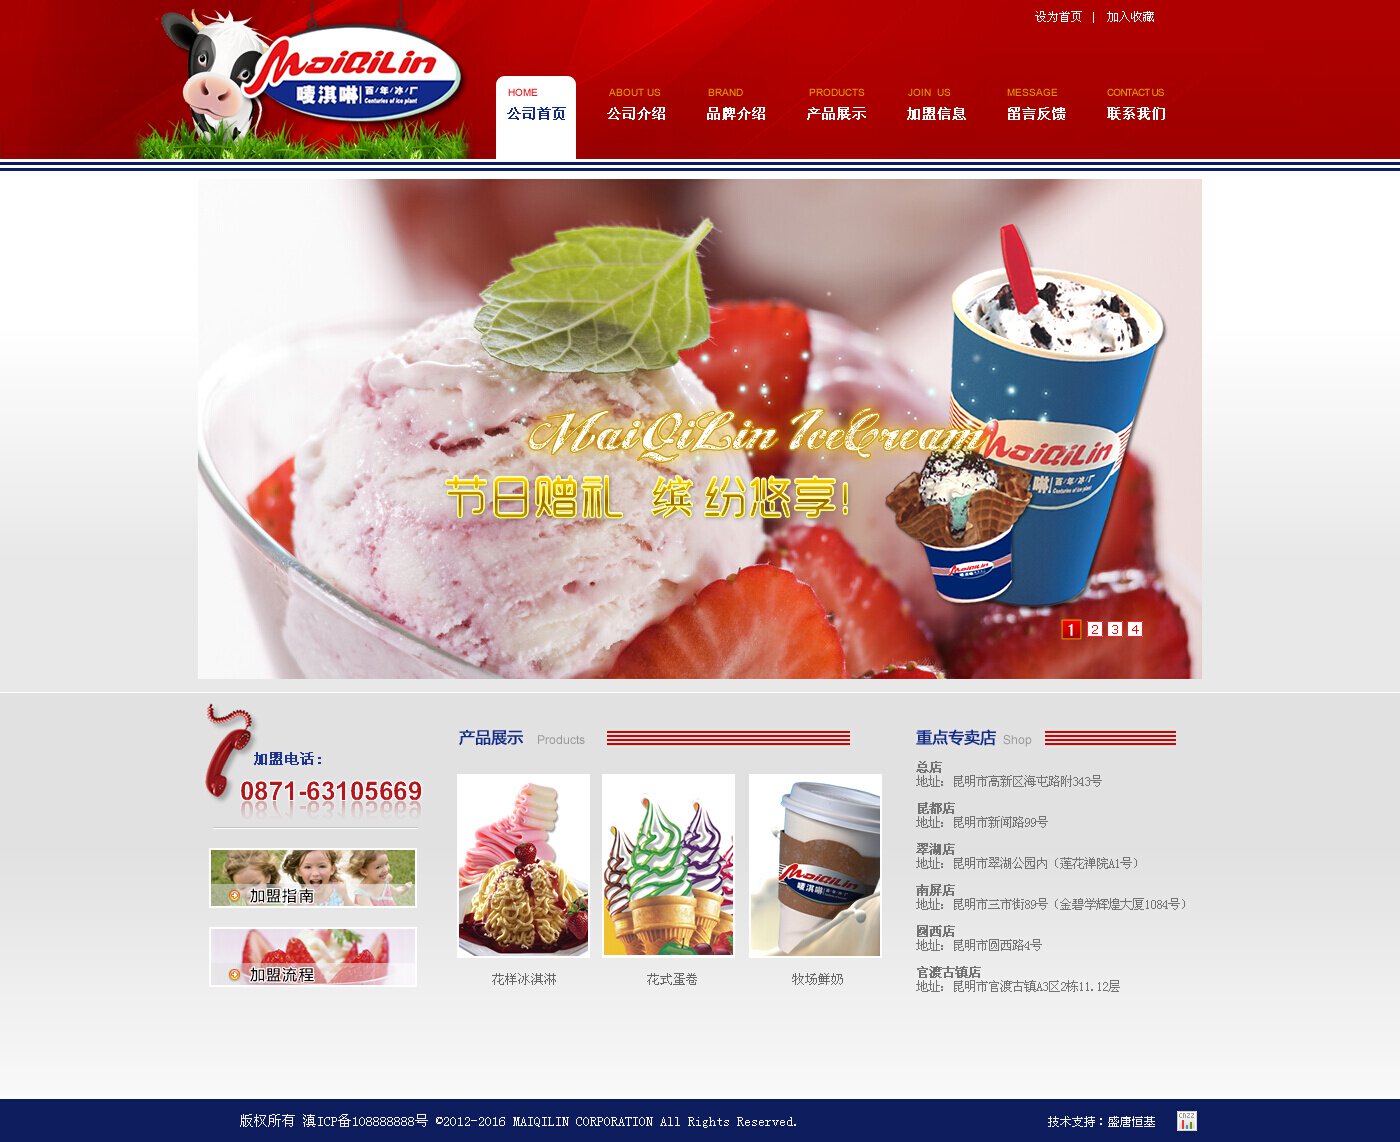 设为首页 | 加入收藏
MaiQiLin
嘜淇啉 百/年/冰/厂
Centuries of ice plant
HOME ABOUT US BRAND PRODUCTS JOIN US MESSAGE CONTACT US
公司首页 公司介绍 品牌介绍 产品展示 加盟信息 留言反馈 联系我们
MaiQiLin IceCream
节日赠礼 缤纷悠享!
MaiQiLin
啉 百/年/冰/厂
Centuries of ice plant
MaiQiLin
嘜淇啉
1 2 3 4
加盟电话：
0871-63105669
加盟指南
加盟流程
产品展示 Products
MaiQiLin
嘜淇啉 百/年/冰/厂
花样冰淇淋 花式蛋卷 牧场鲜奶
重点专卖店 Shop
总店
地址：昆明市高新区海屯路附343号
昆都店
地址：昆明市新闻路99号
翠湖店
地址：昆明市翠湖公园内（莲花禅院A1号）
南屏店
地址：昆明市三市街89号（金碧学辉煌大厦1084号）
圆西店
地址：昆明市圆西路4号
官渡古镇店
地址：昆明市官渡古镇A3区2栋11.12层
版权所有 滇ICP备108888888号 ©2012-2016 MAIQILIN CORPORATION All Rights Reserved.
技术支持：盛唐恒基
CNZZ